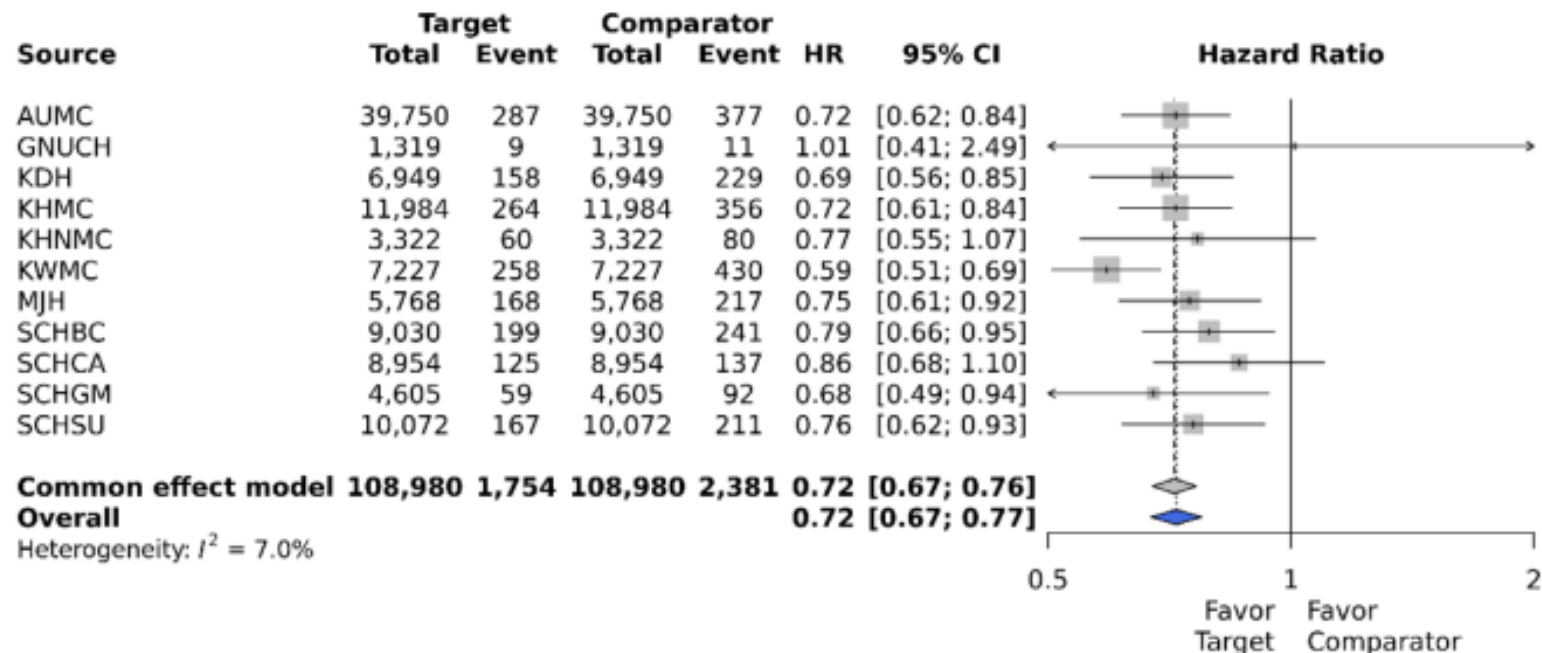 Target Comparator
Source Total Event Total Event HR 95% CI Hazard Ratio
AUMC 39,750 287 39,750 377 0.72 [0.62; 0.84]
GNUCH 1,319 9 1,319 11 1.01 [0.41; 2.49]
KDH 6,949 158 6,949 229 0.69 [0.56; 0.85]
KHMC 11,984 264 11,984 356 0.72 [0.61; 0.84]
KHNMC 3,322 60 3,322 80 0.77 [0.55; 1.07]
KWMC 7,227 258 7,227 430 0.59 [0.51; 0.69]
MJH 5,768 168 5,768 217 0.75 [0.61; 0.92]
SCHBC 9,030 199 9,030 241 0.79 [0.66; 0.95]
SCHCA 8,954 125 8,954 137 0.86 [0.68; 1.10]
SCHGM 4,605 59 4,605 92 0.68 [0.49; 0.94]
SCHSU 10,072 167 10,072 211 0.76 [0.62; 0.93]
Common effect model 108,980 1,754 108,980 2,381 0.72 [0.67; 0.76]
Overall 0.72 [0.67; 0.77]
Heterogeneity: I² = 7.0%
0.5 1 2
Favor Favor
Target Comparator